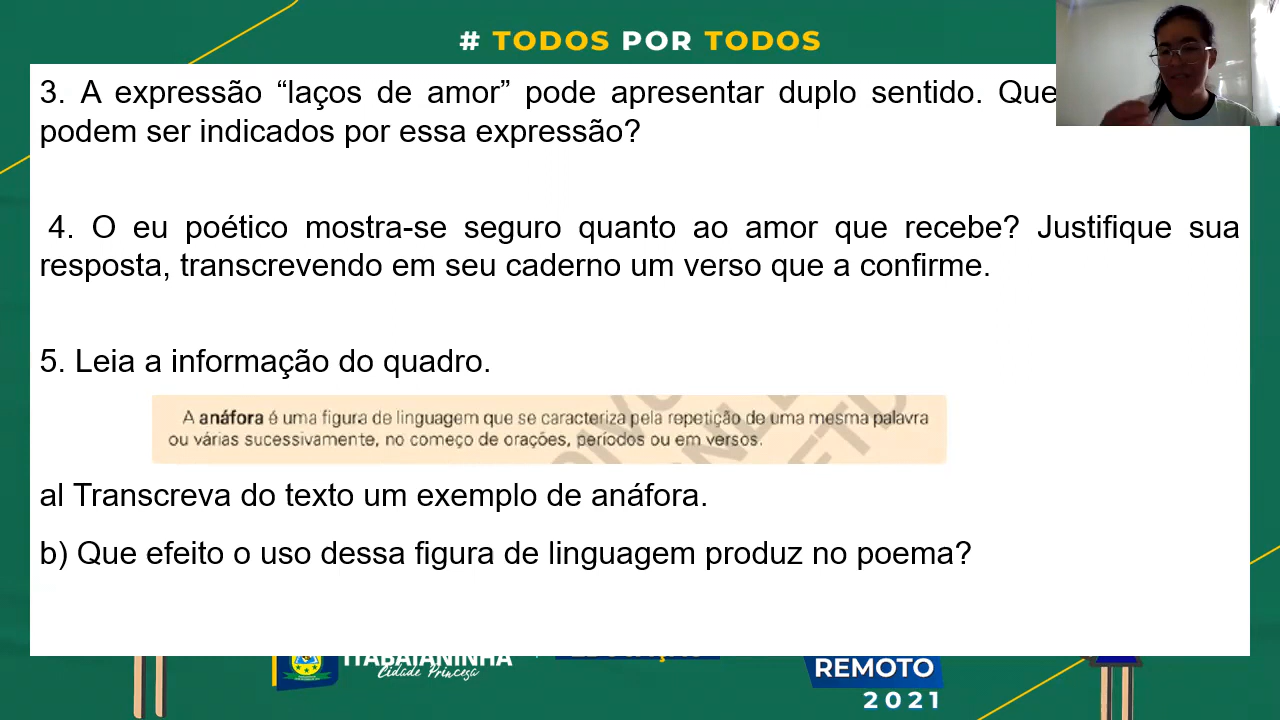 # TODOS POR TODOS
3. A expressão “laços de amor” pode apresentar duplo sentido. Que
podem ser indicados por essa expressão?
4. O eu poético mostra-se seguro quanto ao amor que recebe? Justifique sua
resposta, transcrevendo em seu caderno um verso que a confirme.
5. Leia a informação do quadro.
A anáfora é uma figura de linguagem que se caracteriza pela repetição de uma mesma palavra
ou várias sucessivamente, no começo de orações, períodos ou em versos.
al Transcreva do texto um exemplo de anáfora.
b) Que efeito o uso dessa figura de linguagem produz no poema?
ITABAIANINHA
Cidade Princesa
REMOTO
2021